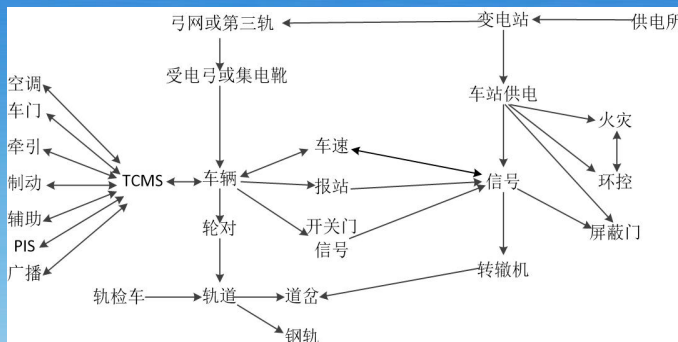 弓网或第三轨
变电站
供电所
受电弓或集电靴
空调
车站供电
车门
火灾
牵引
车速
制动
TCMS
车辆
报站
信号
环控
辅助
轮对
开关门
信号
屏蔽门
PIS
广播
转辙机
轨检车
轨道
道岔
钢轨